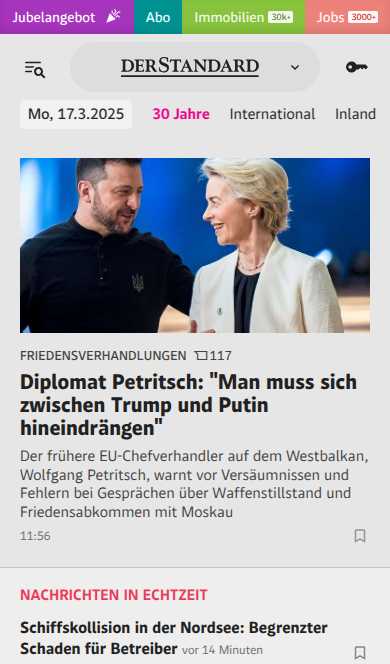 Jubelangebot Abo Immobilien 30k+ Jobs 3000+
DERSTANDARD
Mo, 17.3.2025 30 Jahre International Inland
FRIEDENSVERHANDLUNGEN 117
Diplomat Petritsch: "Man muss sich
zwischen Trump und Putin
hineindrängen"
Der frühere EU-Chefverhandler auf dem Westbalkan,
Wolfgang Petritsch, warnt vor Versäumnissen und
Fehlern bei Gesprächen über Waffenstillstand und
Friedensabkommen mit Moskau
11:56
NACHRICHTEN IN ECHTZEIT
Schiffskollision in der Nordsee: Begrenzter
Schaden für Betreiber vor 14 Minuten